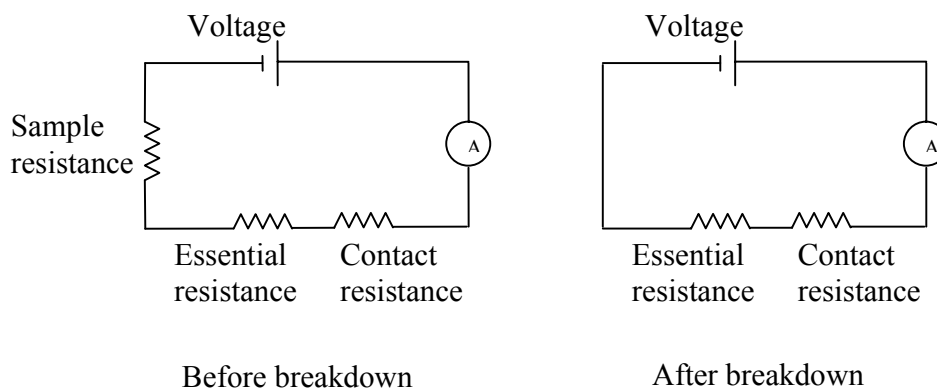 Voltage
Sample
resistance
A
Essential
resistance
Contact
resistance
Before breakdown
Voltage
A
Essential
resistance
Contact
resistance
After breakdown